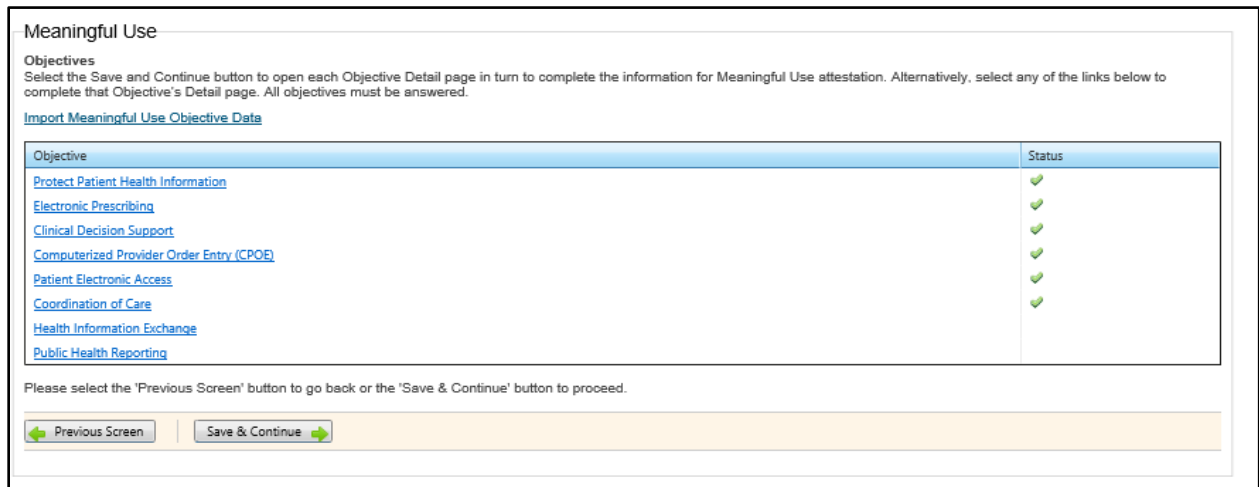 Meaningful Use
Objectives
Select the Save and Continue button to open each Objective Detail page in turn to complete the information for Meaningful Use attestation. Alternatively, select any of the links below to
complete that Objective's Detail page. All objectives must be answered.
Import Meaningful Use Objective Data
Objective Status
Protect Patient Health Information
Electronic Prescribing
Clinical Decision Support
Computerized Provider Order Entry (CPOE)
Patient Electronic Access
Coordination of Care
Health Information Exchange
Public Health Reporting
Please select the 'Previous Screen' button to go back or the 'Save & Continue' button to proceed.
Previous Screen Save & Continue